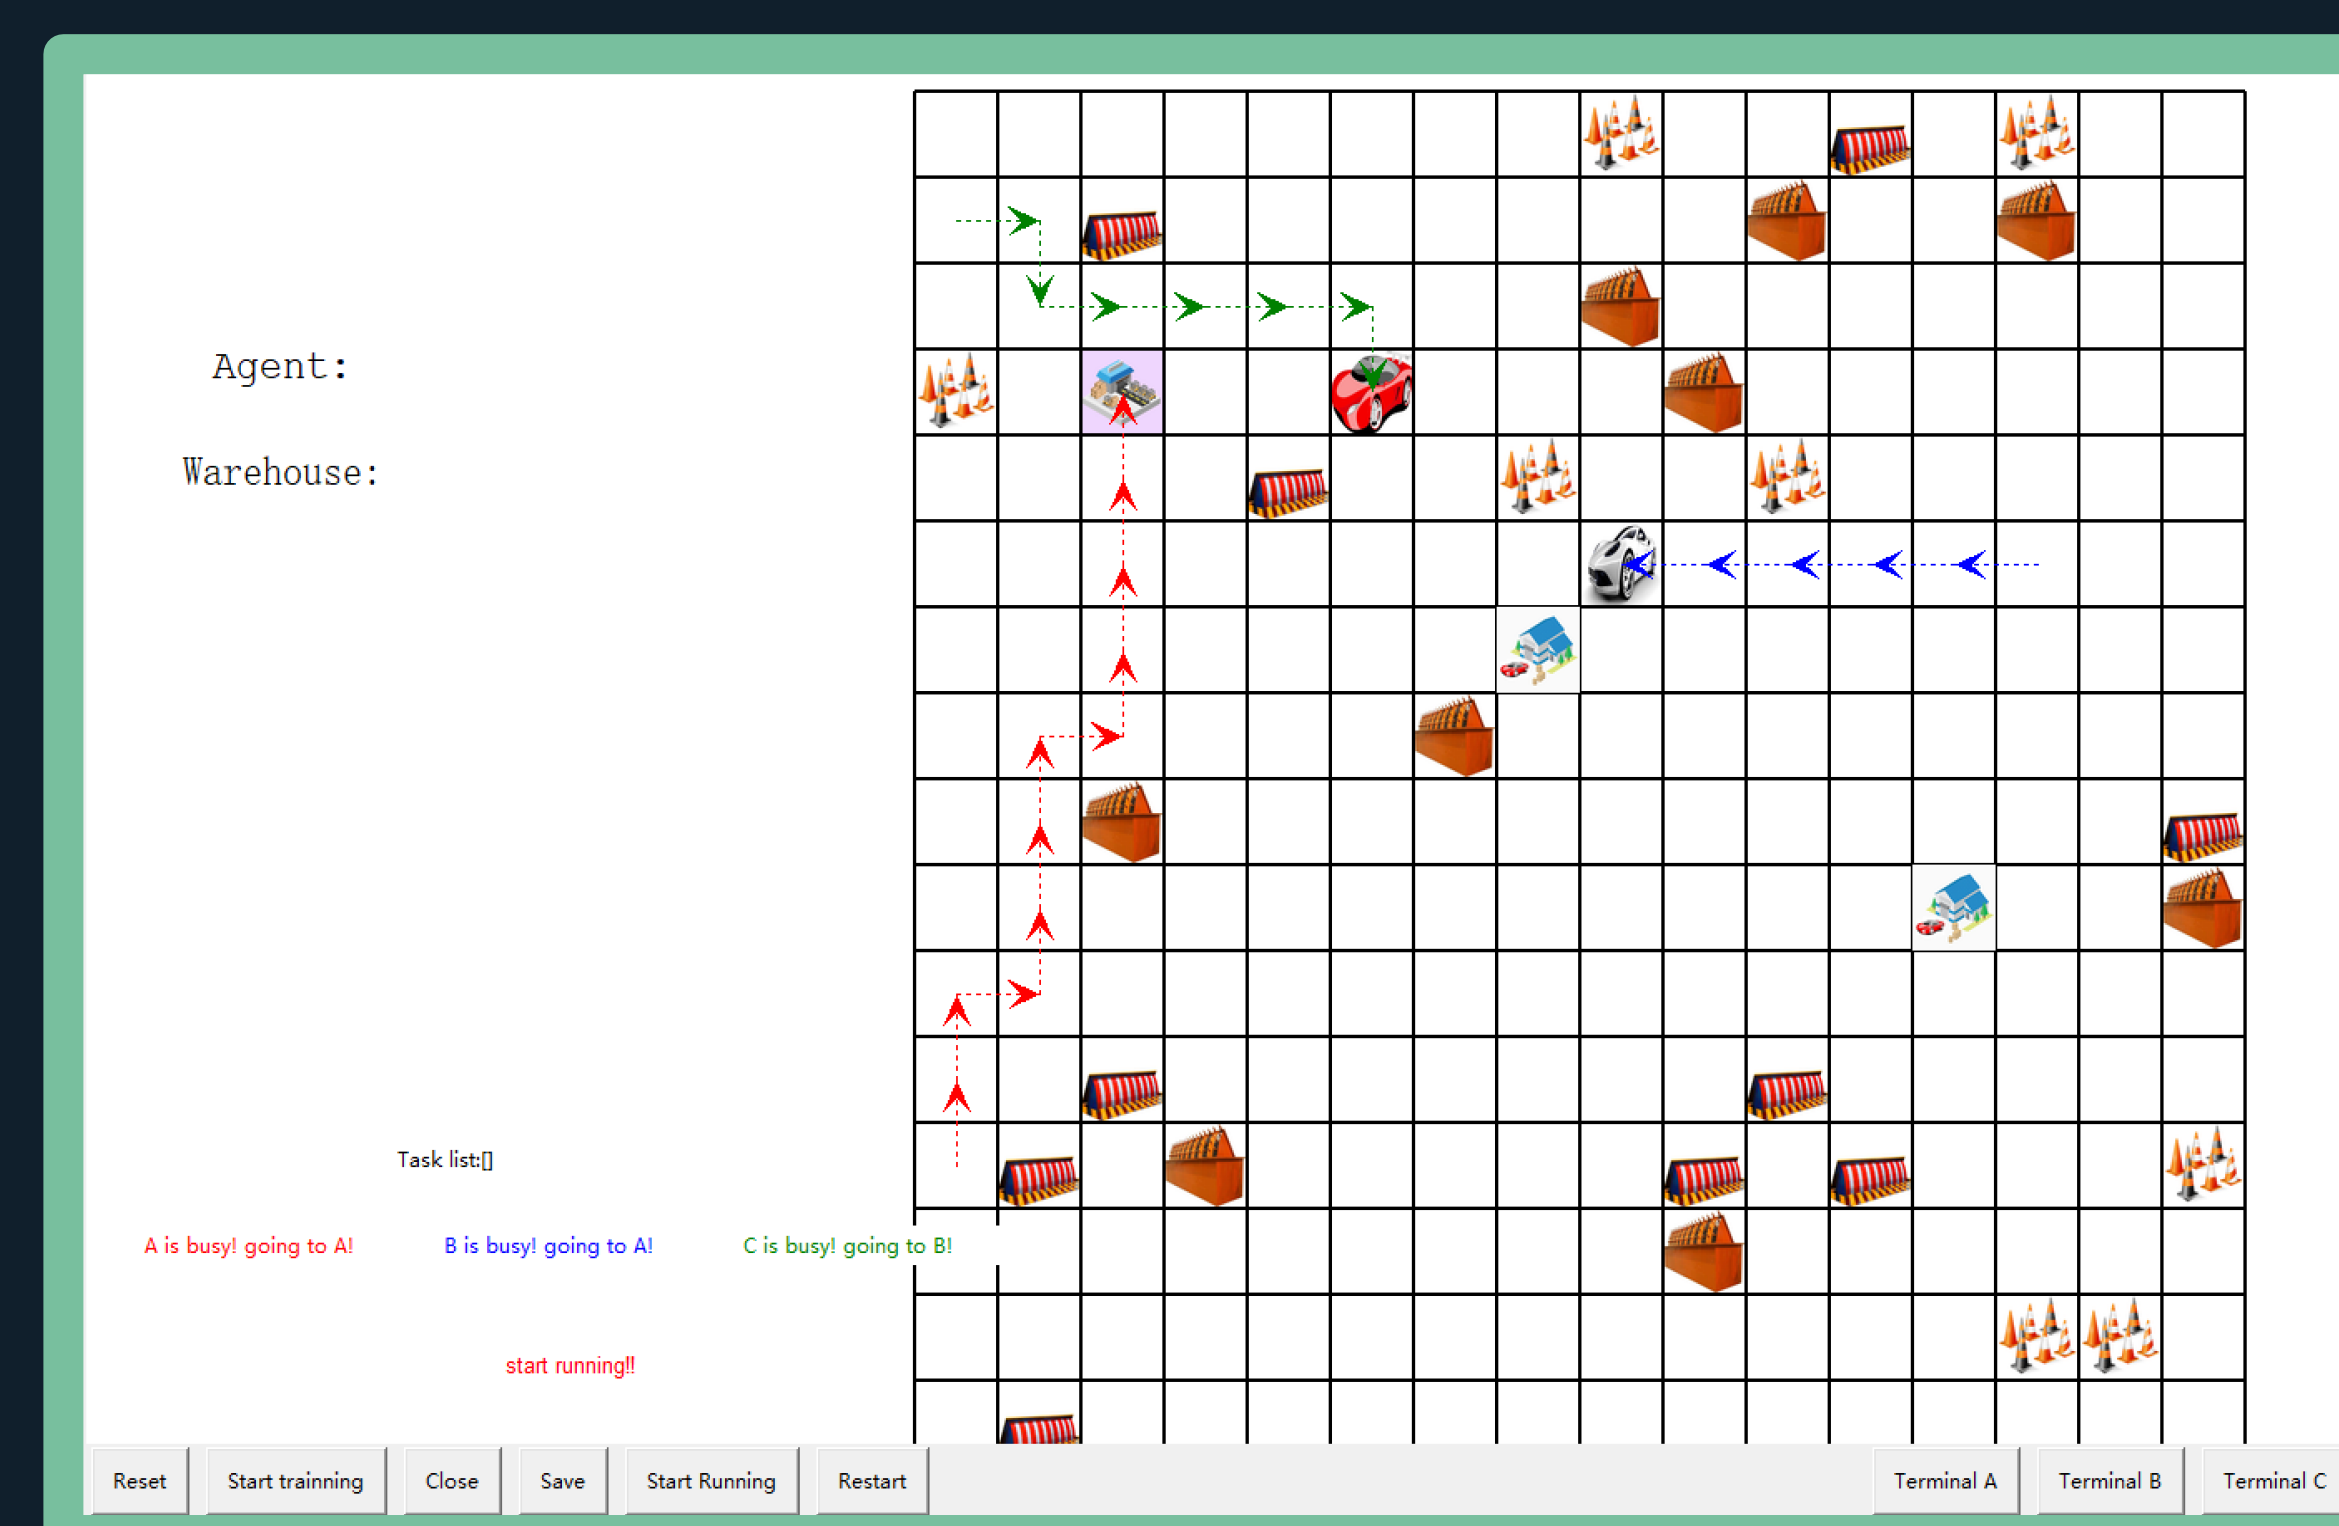 Agent:
Warehouse:
Task list:[]
A is busy! going to A! B is busy! going to A! C is busy! going to B!
start running!!
Reset Start trainning Close Save Start Running Restart Terminal A Terminal B Terminal C